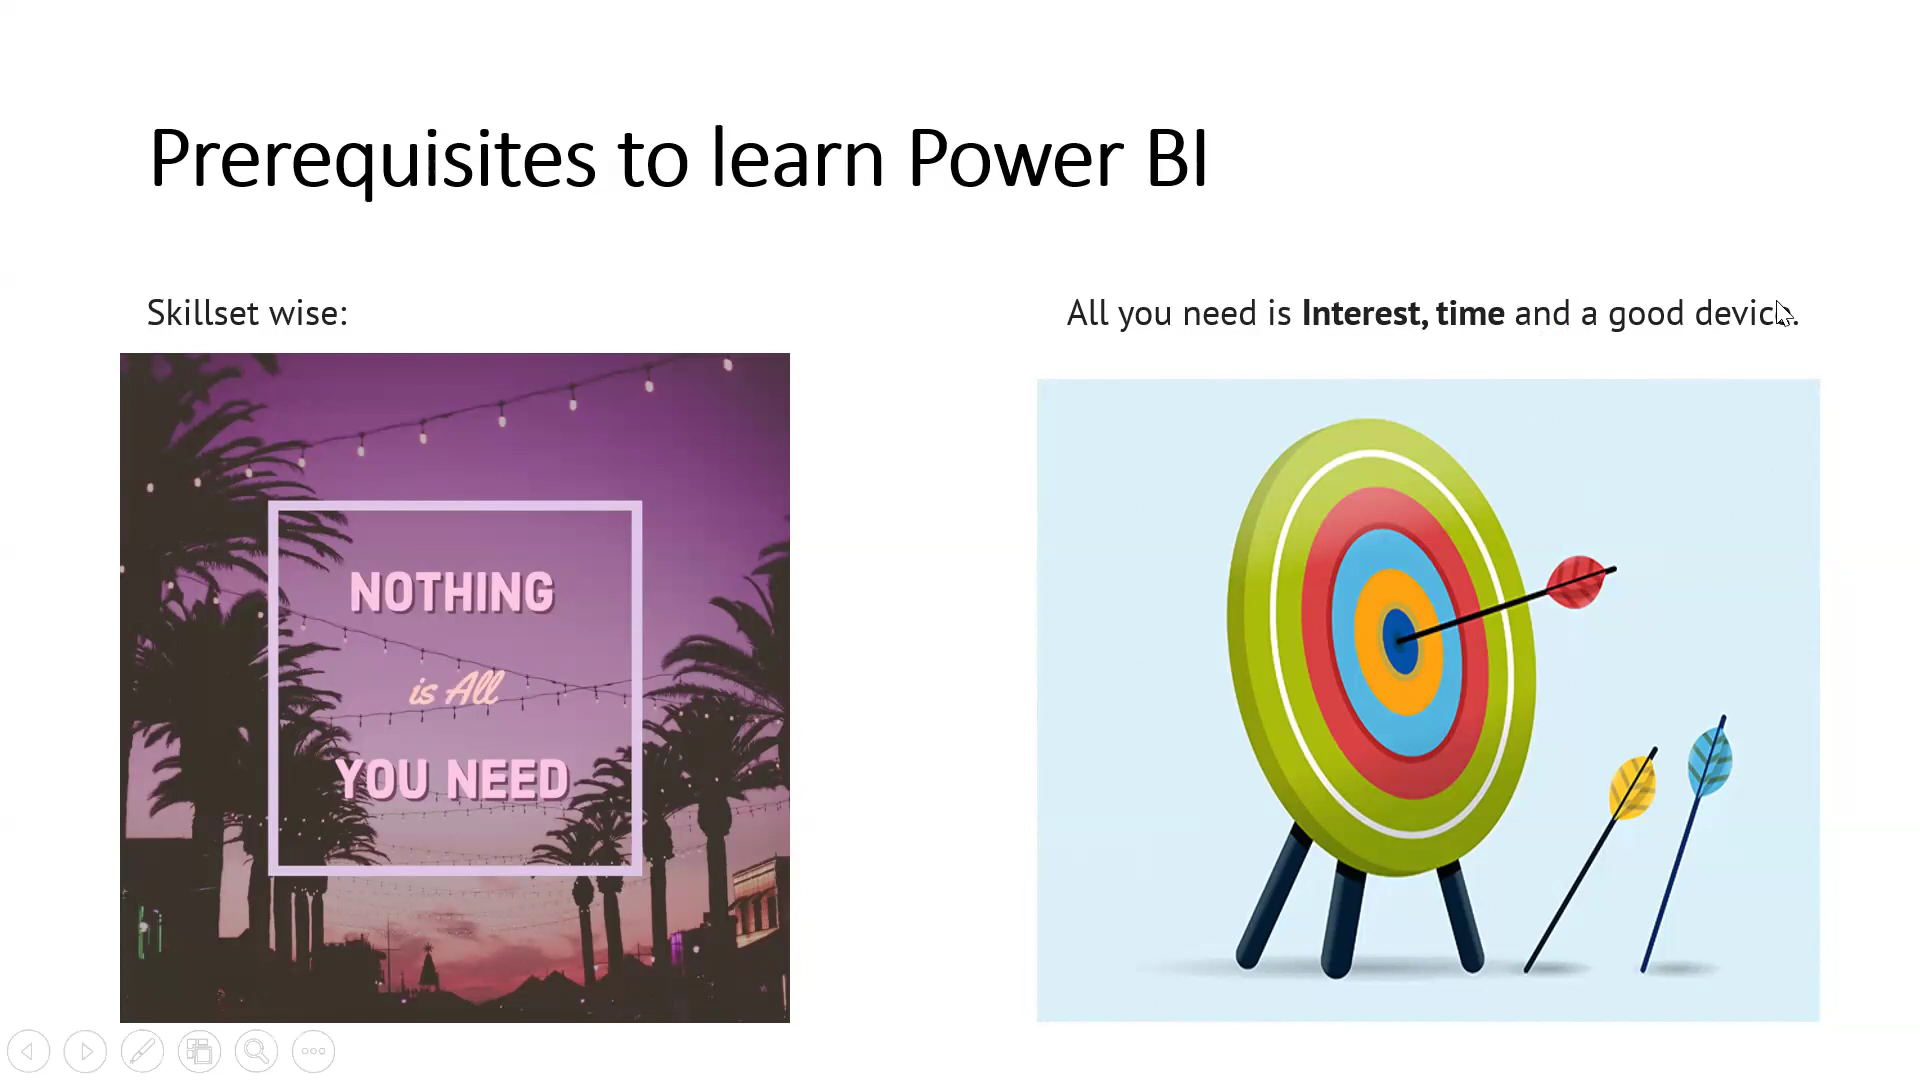 Prerequisites to learn Power BI
Skillset wise:
NOTHING
is All
YOU NEED
All you need is Interest, time and a good device.